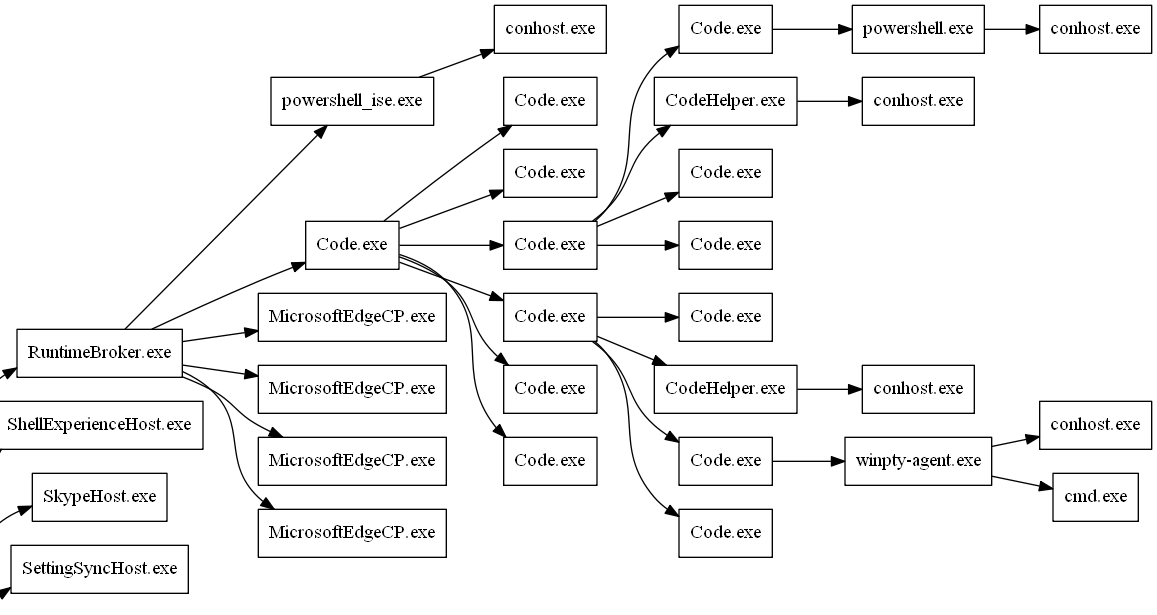 conhost.exe
Code.exe
powershell.exe
conhost.exe
powershell_ise.exe
Code.exe
CodeHelper.exe
conhost.exe
Code.exe
Code.exe
Code.exe
Code.exe
Code.exe
MicrosoftEdgeCP.exe
Code.exe
Code.exe
RuntimeBroker.exe
MicrosoftEdgeCP.exe
Code.exe
CodeHelper.exe
conhost.exe
ShellExperienceHost.exe
conhost.exe
MicrosoftEdgeCP.exe
Code.exe
Code.exe
winpty-agent.exe
SkypeHost.exe
cmd.exe
MicrosoftEdgeCP.exe
Code.exe
SettingSyncHost.exe